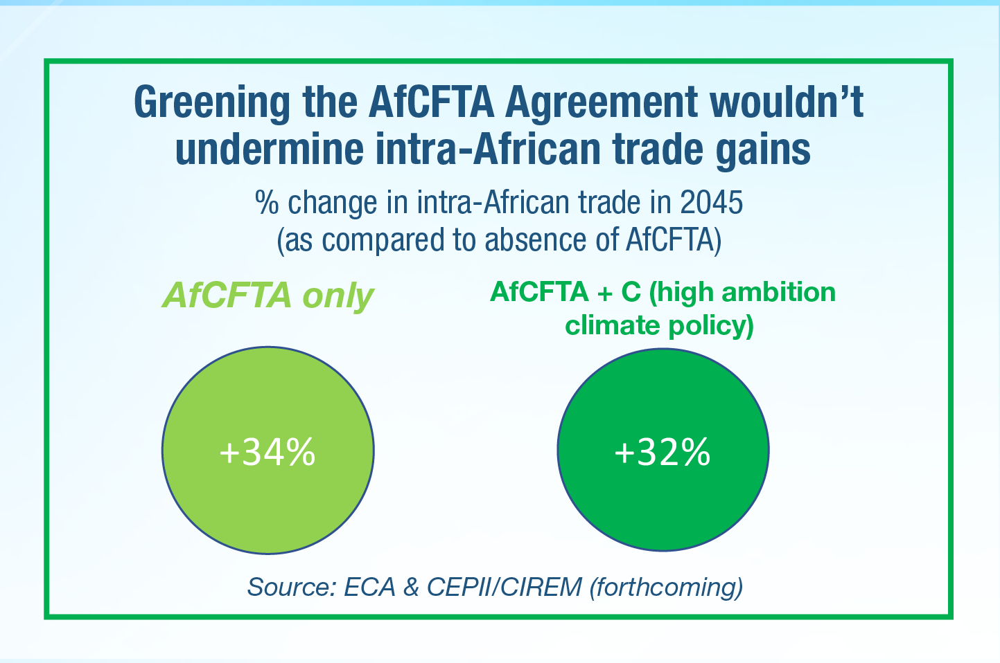 Greening the AfCFTA Agreement wouldn’t
undermine intra-African trade gains
% change in intra-African trade in 2045
(as compared to absence of AfCFTA)
AfCFTA only
AfCFTA + C (high ambition
climate policy)
+34%
+32%
Source: ECA & CEPII/CIREM (forthcoming)